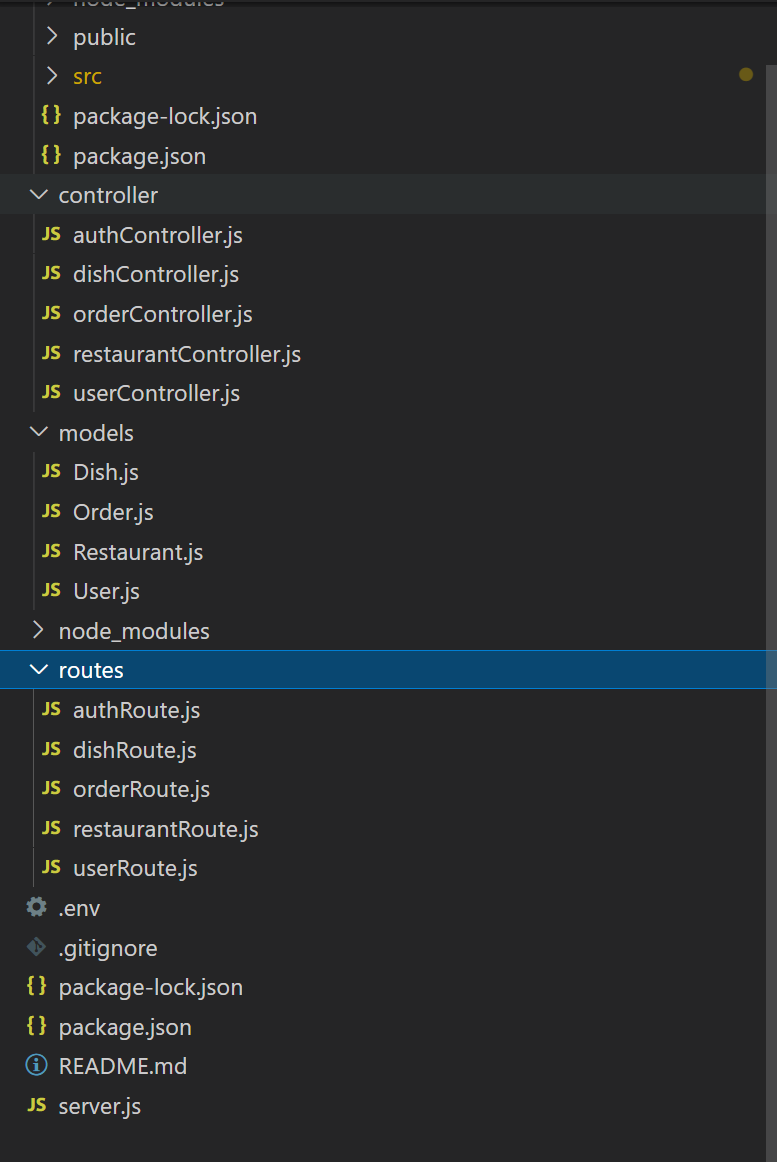 node_modules
public
src
{} package-lock.json
{} package.json
controller
JS authController.js
JS dishController.js
JS orderController.js
JS restaurantController.js
JS userController.js
models
JS Dish.js
JS Order.js
JS Restaurant.js
JS User.js
node_modules
routes
JS authRoute.js
JS dishRoute.js
JS orderRoute.js
JS restaurantRoute.js
JS userRoute.js
.env
.gitignore
{} package-lock.json
{} package.json
README.md
JS server.js